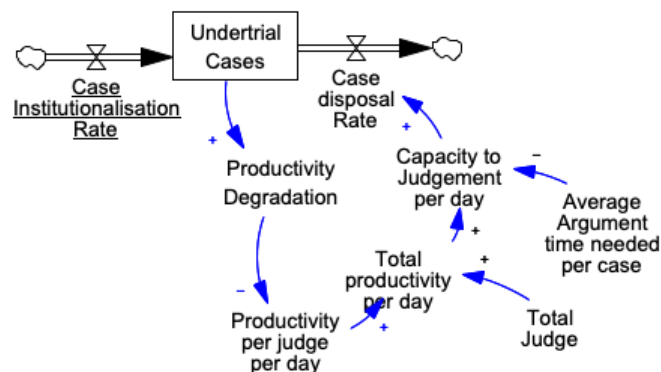 Undertrial
Cases
Case
Institutionalisation
Rate
Case
disposal
Rate
+
+
Productivity
Degradation
Capacity to
Judgement
per day
–
Average
Argument
time needed
per case
+
+
Total
productivity
per day
–
Productivity
per judge
per day
+
Total
Judge